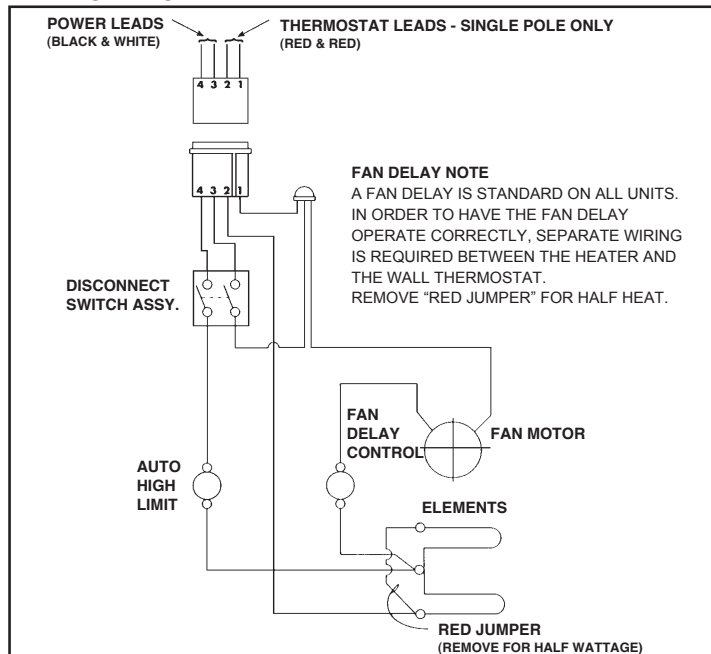 POWER LEADS
(BLACK & WHITE)
THERMOSTAT LEADS - SINGLE POLE ONLY
(RED & RED)
4 3 2 1
4 3 2 1
FAN DELAY NOTE
A FAN DELAY IS STANDARD ON ALL UNITS.
IN ORDER TO HAVE THE FAN DELAY
OPERATE CORRECTLY, SEPARATE WIRING
IS REQUIRED BETWEEN THE HEATER AND
THE WALL THERMOSTAT.
REMOVE “RED JUMPER” FOR HALF HEAT.
DISCONNECT
SWITCH ASSY.
FAN
DELAY
CONTROL
FAN MOTOR
AUTO
HIGH
LIMIT
ELEMENTS
RED JUMPER
(REMOVE FOR HALF WATTAGE)